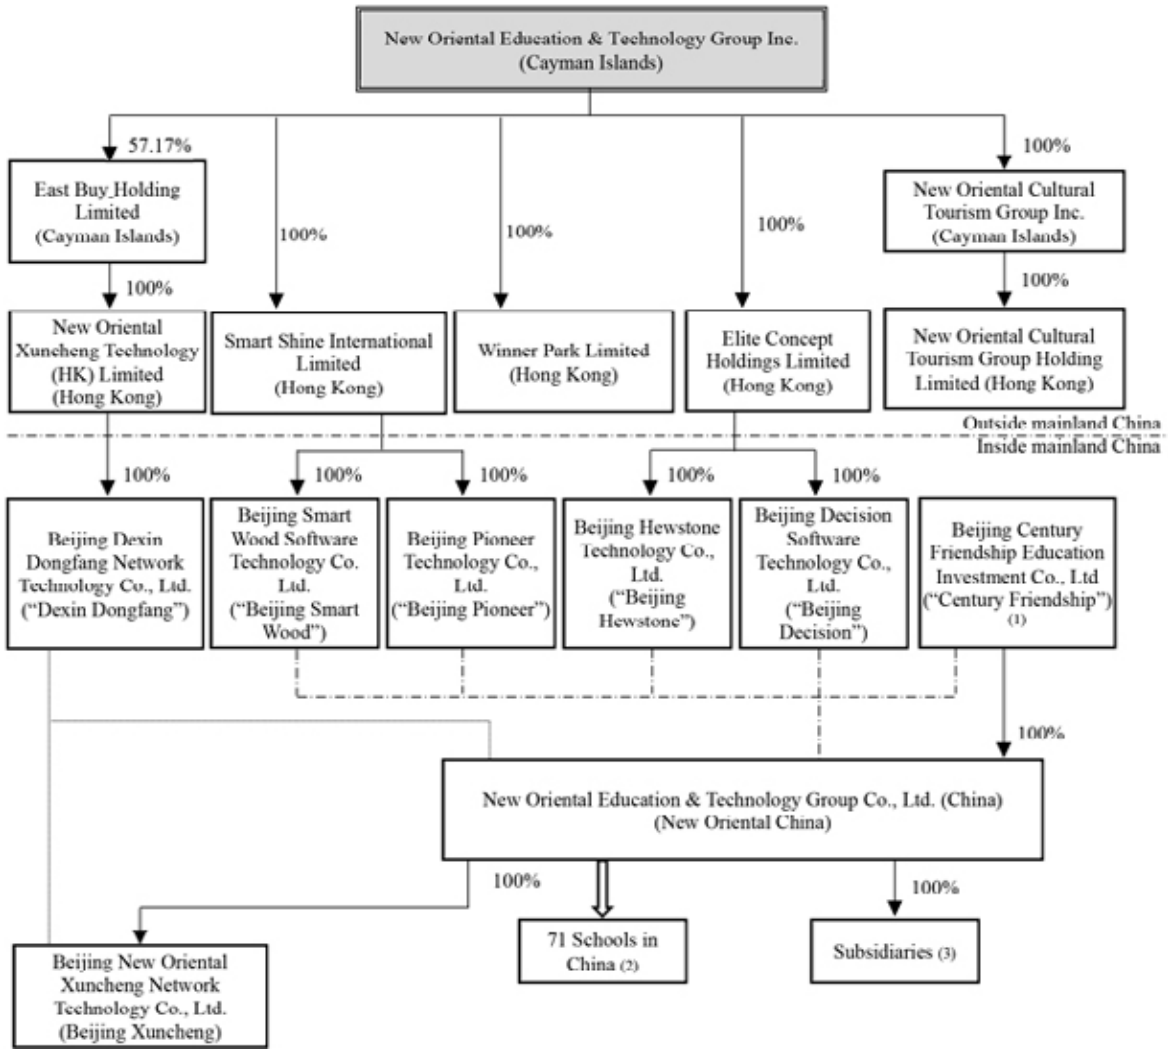 New Oriental Education & Technology Group Inc.
(Cayman Islands)
57.17%
100%
East Buy Holding
Limited
(Cayman Islands)
100%
100%
100%
New Oriental Cultural
Tourism Group Inc.
(Cayman Islands)
100%
100%
New Oriental
Xuncheng Technology
(HK) Limited
(Hong Kong)
Smart Shine International
Limited
(Hong Kong)
Winner Park Limited
(Hong Kong)
Elite Concept
Holdings Limited
(Hong Kong)
New Oriental Cultural
Tourism Group Holding
Limited (Hong Kong)
Outside mainland China
Inside mainland China
100%
100%
100%
100%
100%
Beijing Dexin
Dongfang Network
Technology Co., Ltd.
(“Dexin Dongfang”)
Beijing Smart
Wood Software
Technology Co.
Ltd.
(“Beijing Smart
Wood”)
Beijing Pioneer
Technology Co.,
Ltd.
(“Beijing Pioneer”)
Beijing Hewstone
Technology Co.,
Ltd.
(“Beijing
Hewstone”)
Beijing Decision
Software
Technology Co.,
Ltd.
(“Beijing
Decision”)
Beijing Century
Friendship Education
Investment Co., Ltd
(“Century Friendship”)
(1)
100%
New Oriental Education & Technology Group Co., Ltd. (China)
(New Oriental China)
100%
100%
71 Schools in
China (2)
Subsidiaries (3)
Beijing New Oriental
Xuncheng Network
Technology Co., Ltd.
(Beijing Xuncheng)